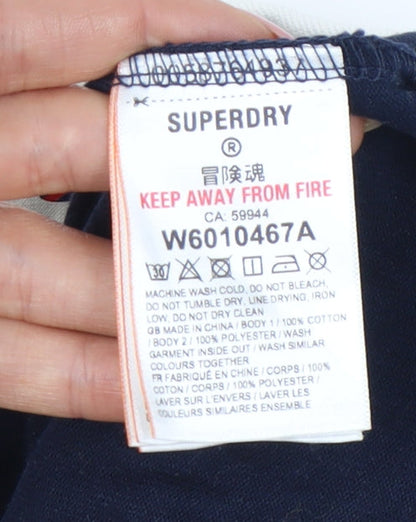 SUPERDRY
®
冒険魂
KEEP AWAY FROM FIRE
CA: 59944
W6010467A
30
MACHINE WASH COLD, DO NOT BLEACH,
DO NOT TUMBLE DRY, LINE DRYING, IRON
LOW, DO NOT DRY CLEAN
GB MADE IN CHINA / BODY 1 / 100% COTTON
/ BODY 2 / 100% POLYESTER / WASH
GARMENT INSIDE OUT / WASH SIMILAR
COLOURS TOGETHER
FR FABRIQUÉ EN CHINE / CORPS / 100%
COTON / CORPS / 100% POLYESTER /
LAVER SUR L'ENVERS / LAVER LES
COULEURS SIMILAIRES ENSEMBLE